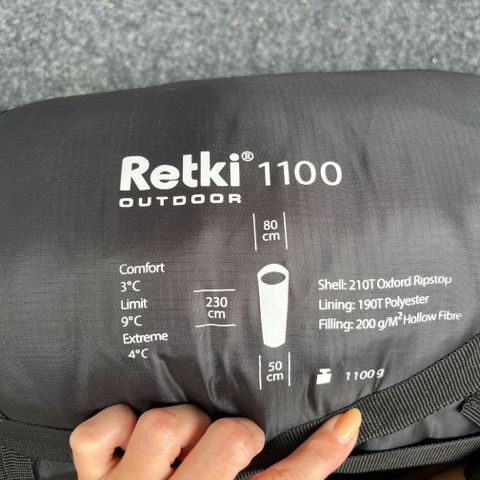 Retki® 1100
OUTDOOR
80
cm
Comfort
3°C
Limit
9°C
Extreme
4°C
230
cm
50
cm
Shell: 210T Oxford Ripstop
Lining: 190T Polyester
Filling: 200 g/M² Hollow Fibre
1100 g